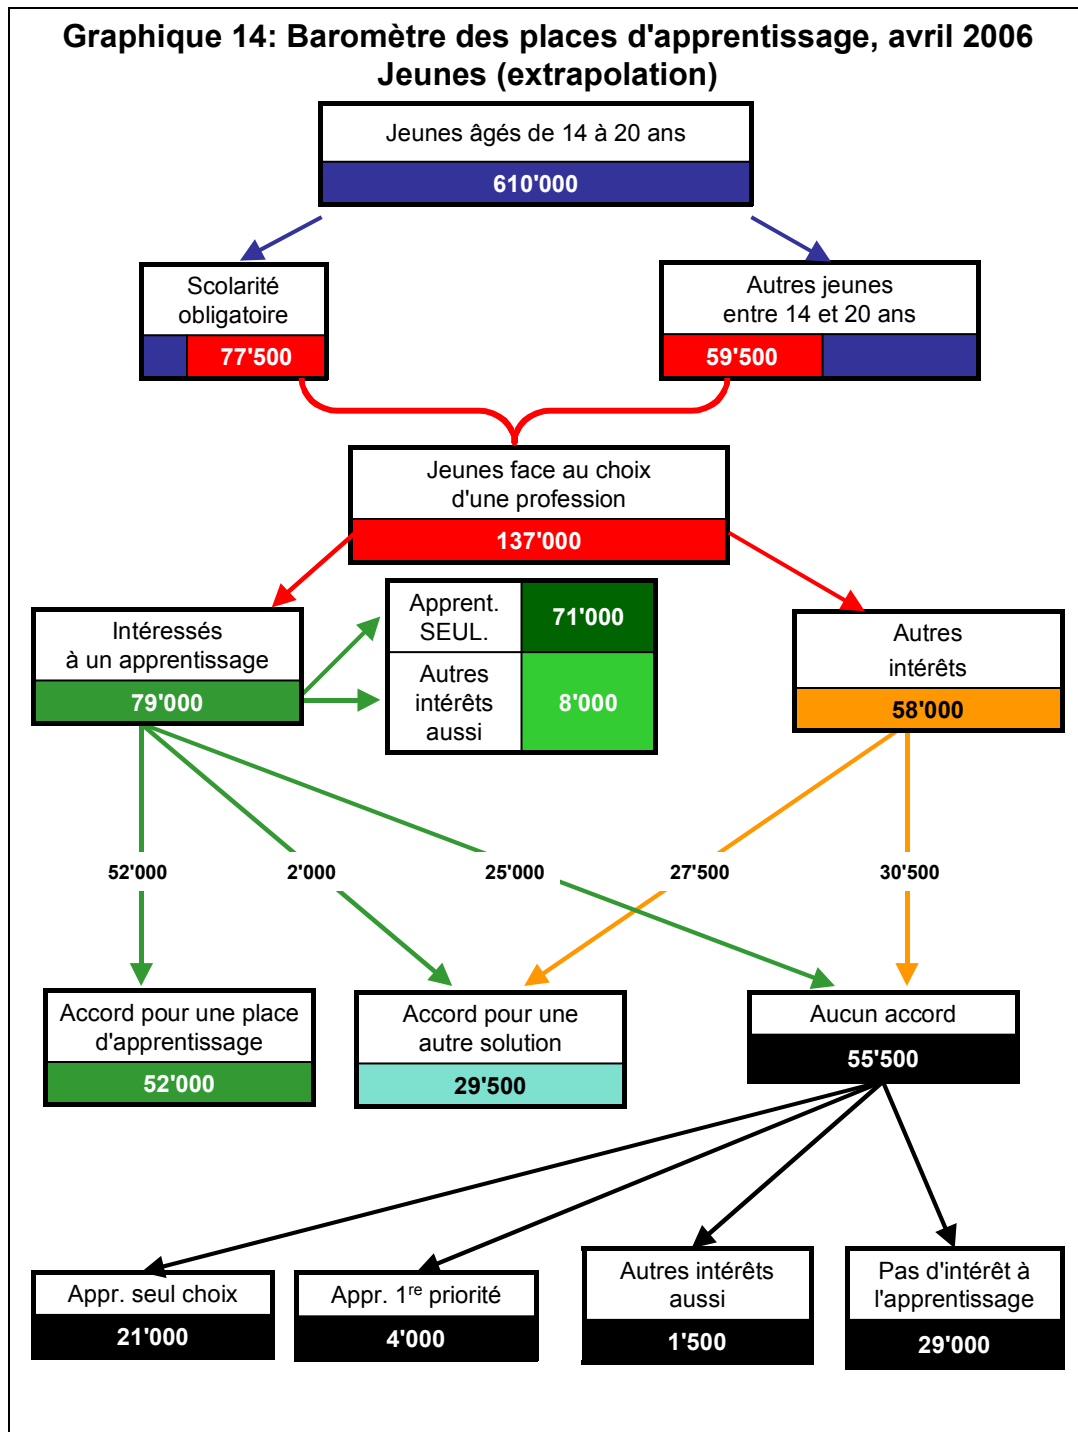 Graphique 14: Baromètre des places d'apprentissage, avril 2006
Jeunes (extrapolation)
Jeunes âgés de 14 à 20 ans
610'000
Scolarité
obligatoire
77'500
Autres jeunes
entre 14 et 20 ans
59'500
Jeunes face au choix
d'une profession
137'000
Intéressés
à un apprentissage
79'000
Apprent.
SEUL.
71'000
Autres
intérêts
aussi
8'000
Autres
intérêts
58'000
52'000
2'000
25'000
27'500
30'500
Accord pour une place
d'apprentissage
52'000
Accord pour une
autre solution
29'500
Aucun accord
55'500
Appr. seul choix
21'000
Appr. 1re priorité
4'000
Autres intérêts
aussi
1'500
Pas d'intérêt à
l'apprentissage
29'000